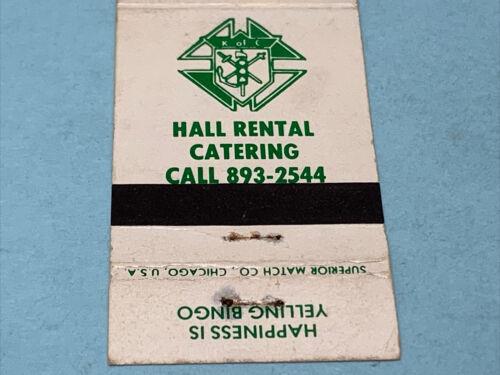 K of C
HALL RENTAL
CATERING
CALL 893-2544
SUPERIOR MATCH CO., CHICAGO, U.S.A.
HAPPINESS IS
YELLING BINGO